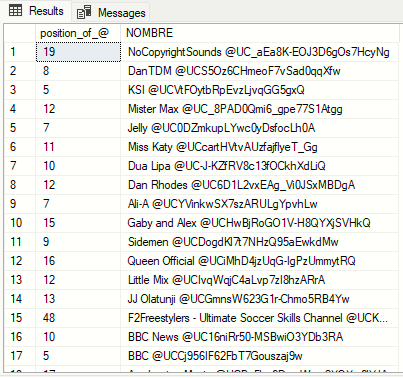 Results Messages
position_of_@ NOMBRE
1 19 NoCopyrightSounds @UC_aEa8K-EOJ3D6gOs7HcyNg
2 8 DanTDM @UCS5Oz6CHmeoF7vSad0qqXfw
3 5 KSI @UCVtFOytbRpEvzLjvqGG5gxQ
4 12 Mister Max @UC_8PAD0Qmi6_gpe77S1Atgg
5 7 Jelly @UC0DZmkupLYwc0yDsfocLh0A
6 11 Miss Katy @UCcartHVtvAUzfajflyeT_Gg
7 10 Dua Lipa @UC-J-KZfRV8c13fOCkhXdLiQ
8 12 Dan Rhodes @UC6D1L2vxEAg_Vi0JSxMBDgA
9 7 Ali-A @UCYVinkwSX7szARULgYpvhLw
10 15 Gaby and Alex @UCHwBjRoGO1V-H8QYXjSVHkQ
11 9 Sidemen @UCDogdKl7t7NHzQ95aEwkdMw
12 16 Queen Official @UCiMhD4jzUqG-IgPzUmmytRQ
13 12 Little Mix @UCIvqWqjC4aLvp7zI8hzARrA
14 13 JJ Olatunji @UCGmnsW623G1r-Chmo5RB4Yw
15 48 F2Freestylers - Ultimate Soccer Skills Channel @UCK...
16 10 BBC News @UC16niRr50-MSBwiO3YDb3RA
17 5 BBC @UCCj956IF62FbT7Gouszaj9w